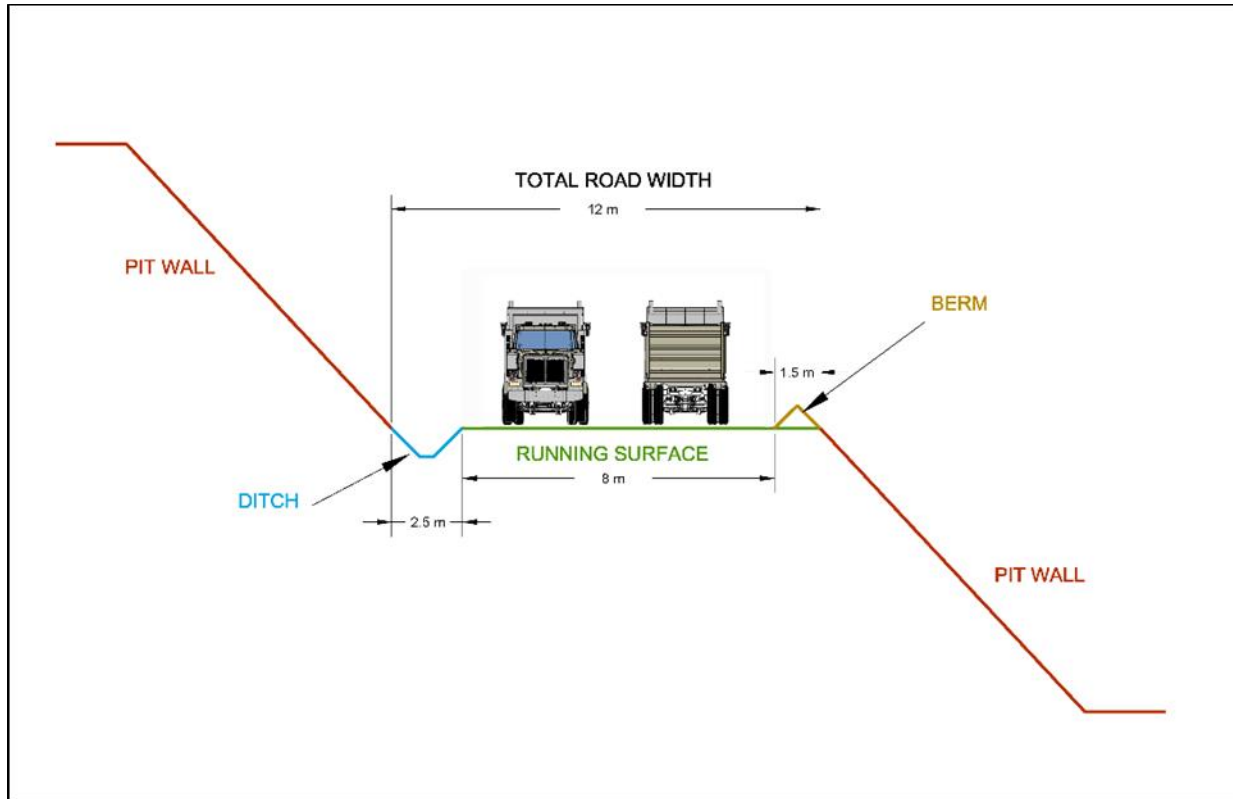 TOTAL ROAD WIDTH
12 m
PIT WALL
BERM
1.5 m
RUNNING SURFACE
8 m
DITCH
2.5 m
PIT WALL